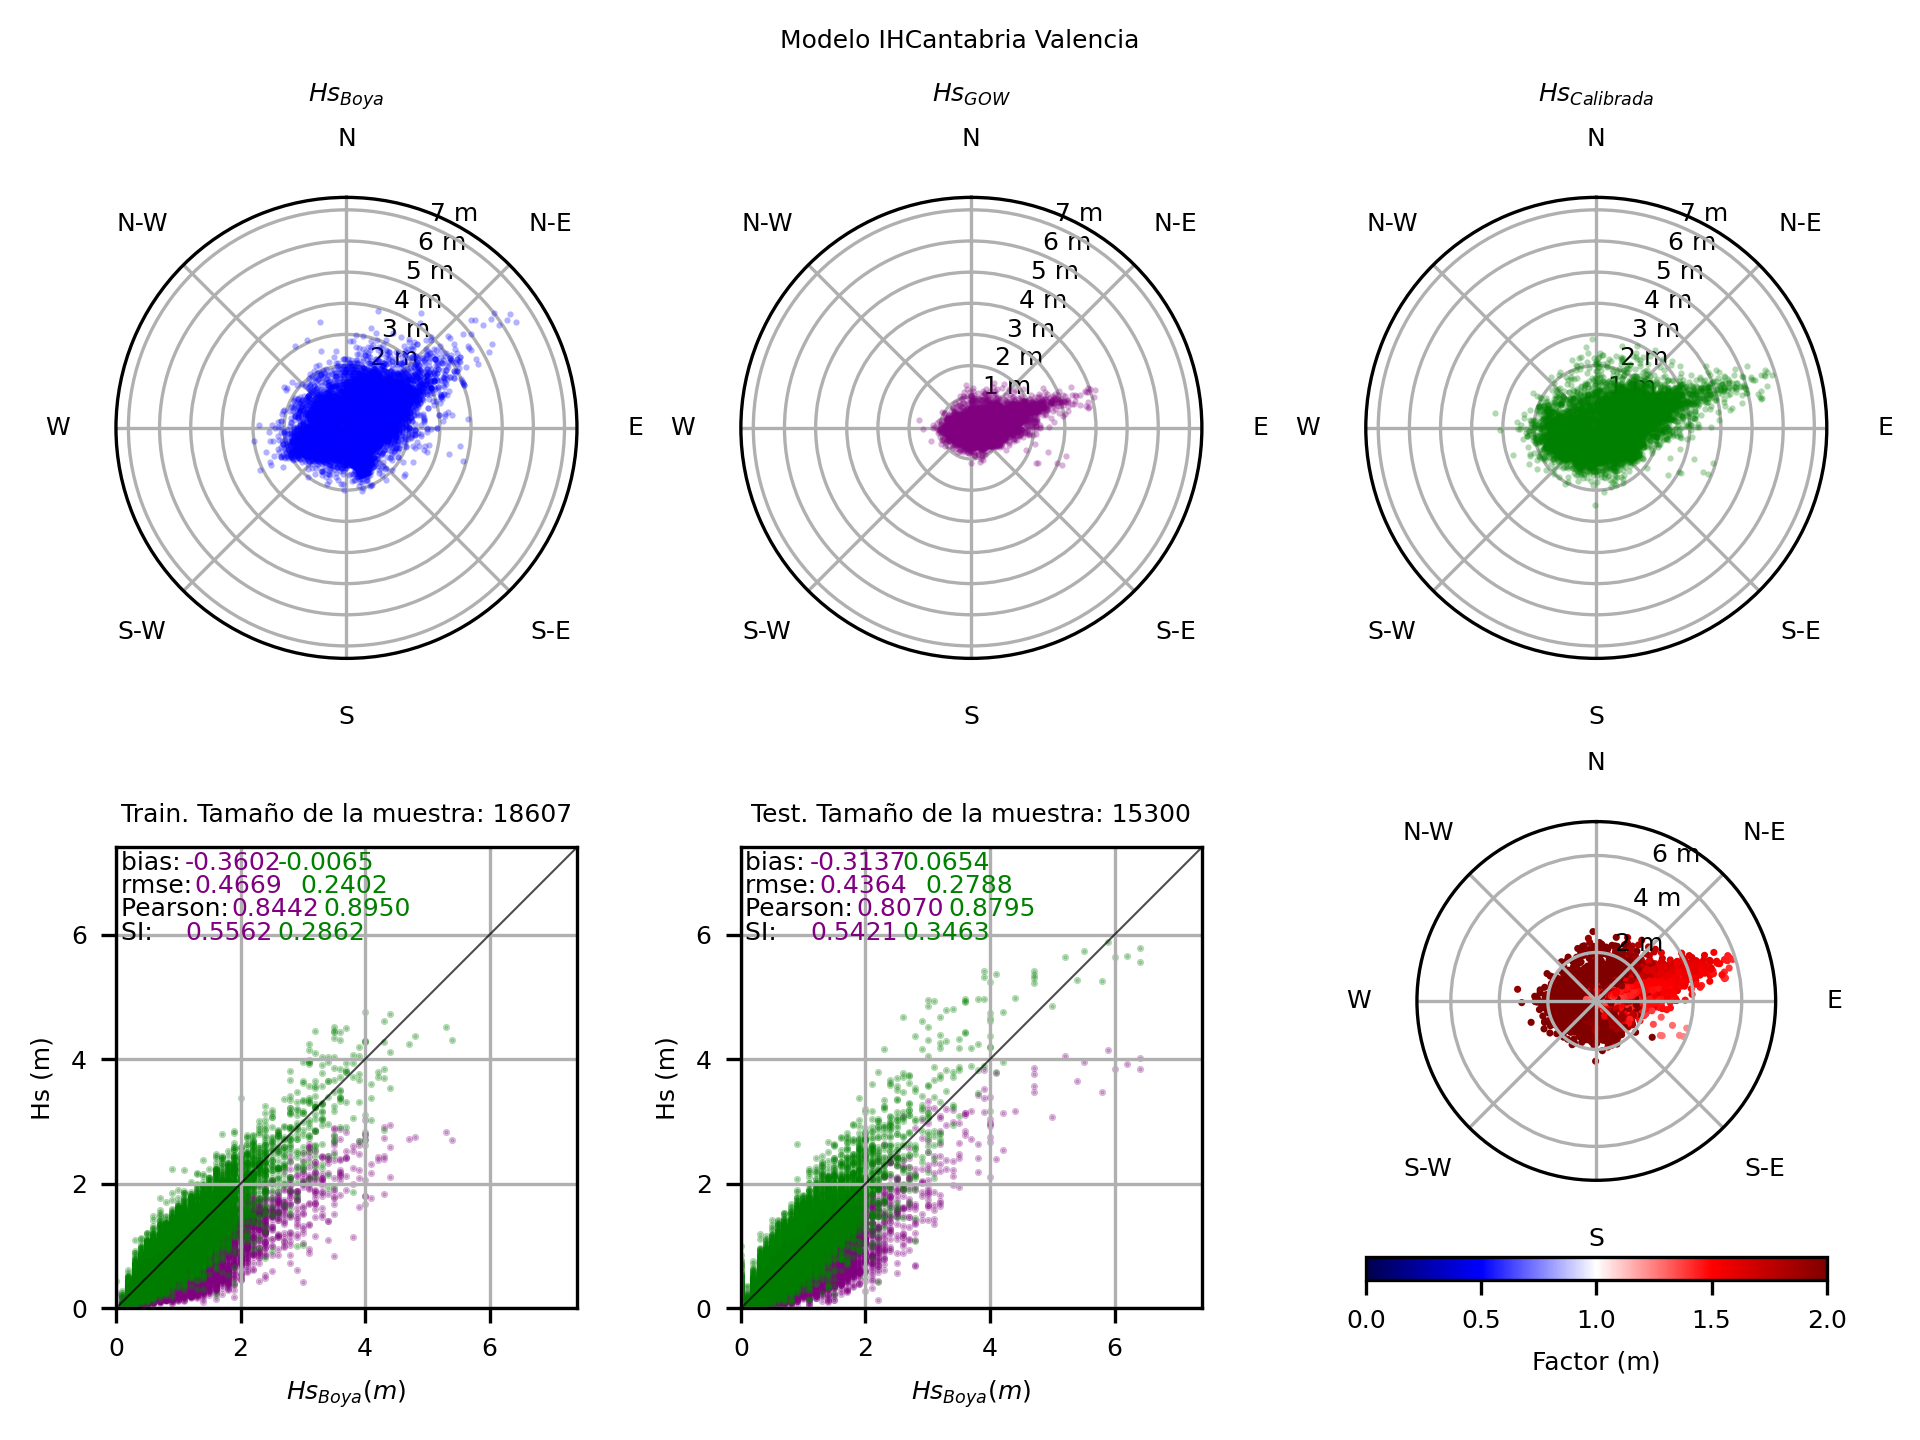 Modelo IHCantabria Valencia
Hs_Boya
N
N-W
N-E
W
E
S-W
S-E
S
7 m
6 m
5 m
4 m
3 m
2 m
Hs_GOW
N
N-W
N-E
W
E
S-W
S-E
S
7 m
6 m
5 m
4 m
3 m
2 m
1 m
Hs_Calibrada
N
N-W
N-E
W
E
S-W
S-E
S
7 m
6 m
5 m
4 m
3 m
2 m
1 m
Train. Tamaño de la muestra: 18607
bias: -0.3602 -0.0065
rmse: 0.4669 0.2402
Pearson: 0.8442 0.8950
SI: 0.5562 0.2862
Hs (m)
6
4
2
0
0 2 4 6
Hs_Boya(m)
Test. Tamaño de la muestra: 15300
bias: -0.3137 0.0654
rmse: 0.4364 0.2788
Pearson: 0.8070 0.8795
SI: 0.5421 0.3463
Hs (m)
6
4
2
0
0 2 4 6
Hs_Boya(m)
N
N-W
N-E
W
E
S-W
S-E
S
6 m
4 m
2 m
0.0 0.5 1.0 1.5 2.0
Factor (m)